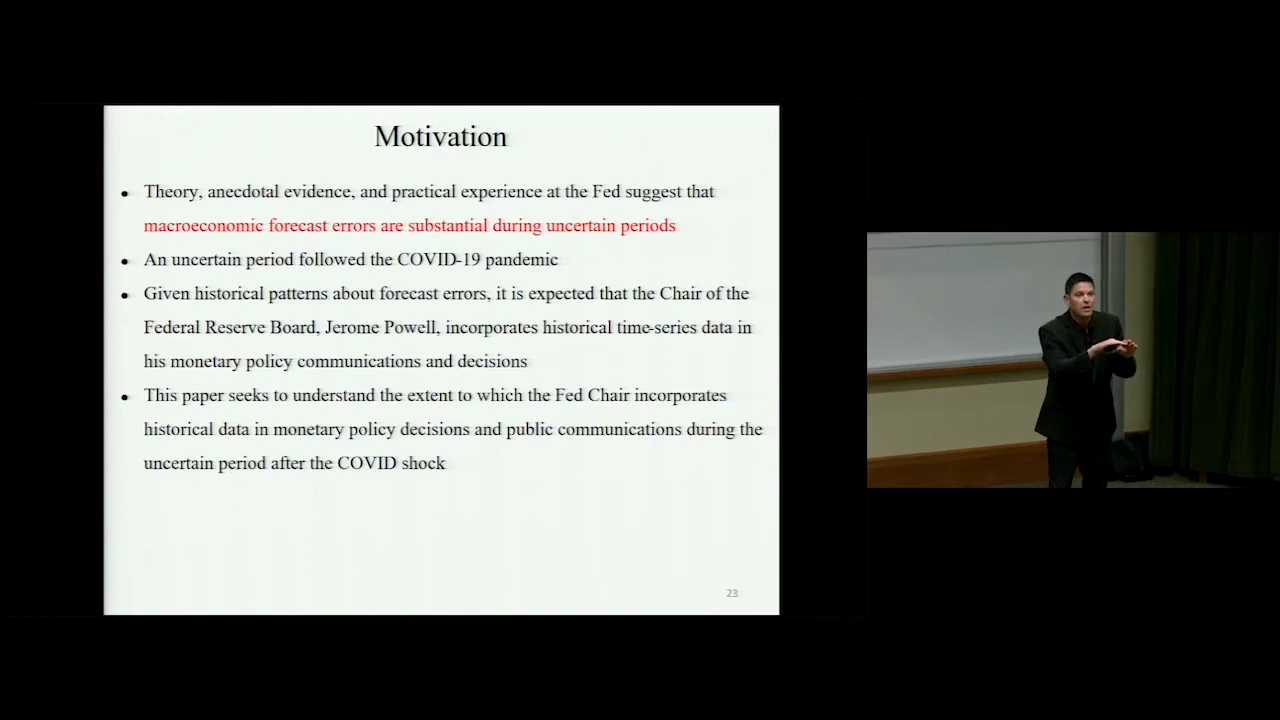 Motivation
Theory, anecdotal evidence, and practical experience at the Fed suggest that
macroeconomic forecast errors are substantial during uncertain periods
An uncertain period followed the COVID-19 pandemic
Given historical patterns about forecast errors, it is expected that the Chair of the
Federal Reserve Board, Jerome Powell, incorporates historical time-series data in
his monetary policy communications and decisions
This paper seeks to understand the extent to which the Fed Chair incorporates
historical data in monetary policy decisions and public communications during the
uncertain period after the COVID shock
23